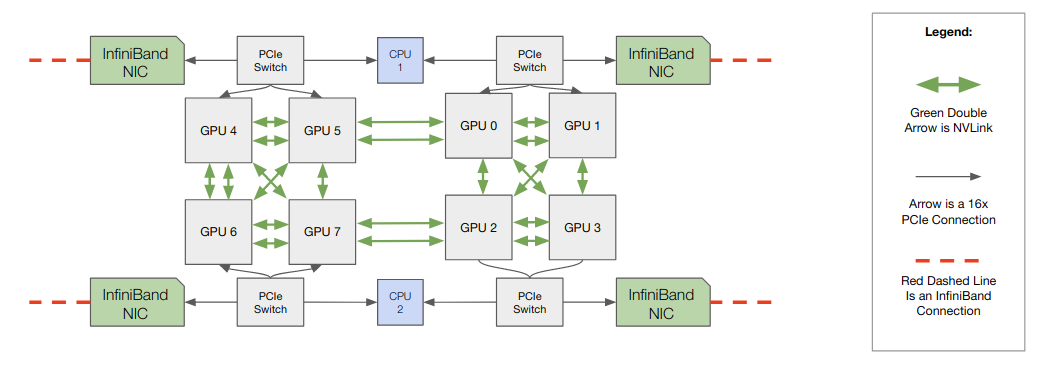 InfiniBand
NIC
PCIe
Switch
CPU
1
PCIe
Switch
InfiniBand
NIC
GPU 4
GPU 5
GPU 0
GPU 1
GPU 6
GPU 7
GPU 2
GPU 3
InfiniBand
NIC
PCIe
Switch
CPU
2
PCIe
Switch
InfiniBand
NIC
Legend:
Green Double
Arrow is NVLink
Arrow is a 16x
PCIe Connection
Red Dashed Line
Is an InfiniBand
Connection